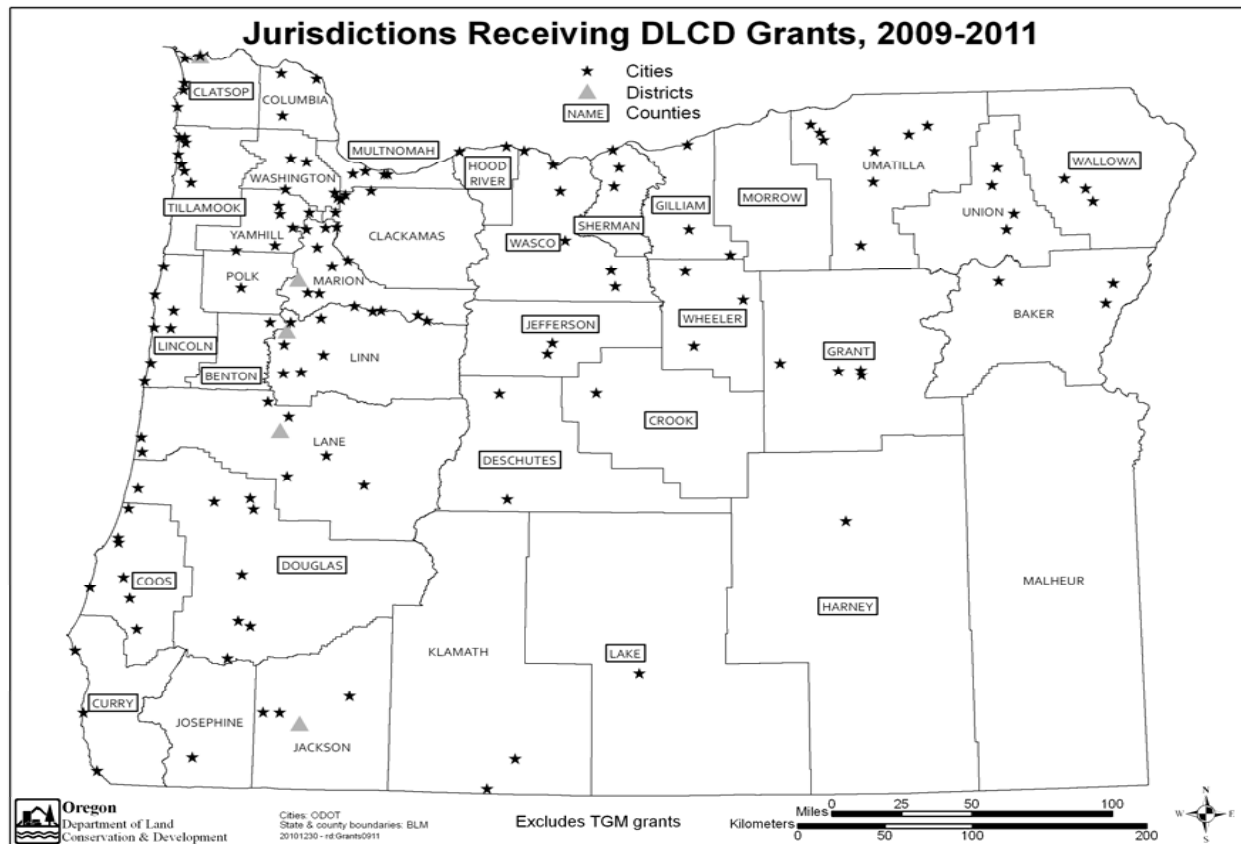 Jurisdictions Receiving DLCD Grants, 2009-2011
Cities
Districts
NAME Counties
CLATSOP
COLUMBIA
MULTNOMAH
HOOD
RIVER
WASHINGTON
TILLAMOOK
YAMHILL
CLACKAMAS
WASCO
SHERMAN
GILLIAM
MORROW
UMATILLA
UNION
WALLOWA
POLK
MARION
LINCOLN
BENTON
LINN
JEFFERSON
WHEELER
GRANT
BAKER
LANE
DESCHUTES
CROOK
COOS
DOUGLAS
HARNEY
MALHEUR
KLAMATH
LAKE
CURRY
JOSEPHINE
JACKSON
Oregon
Department of Land
Conservation & Development
Cities: ODOT
State & county boundaries: BLM
20101230 - rd:Grants0911
Excludes TGM grants
Miles 0 25 50 100
Kilometers 0 50 100 200
N
W E
S